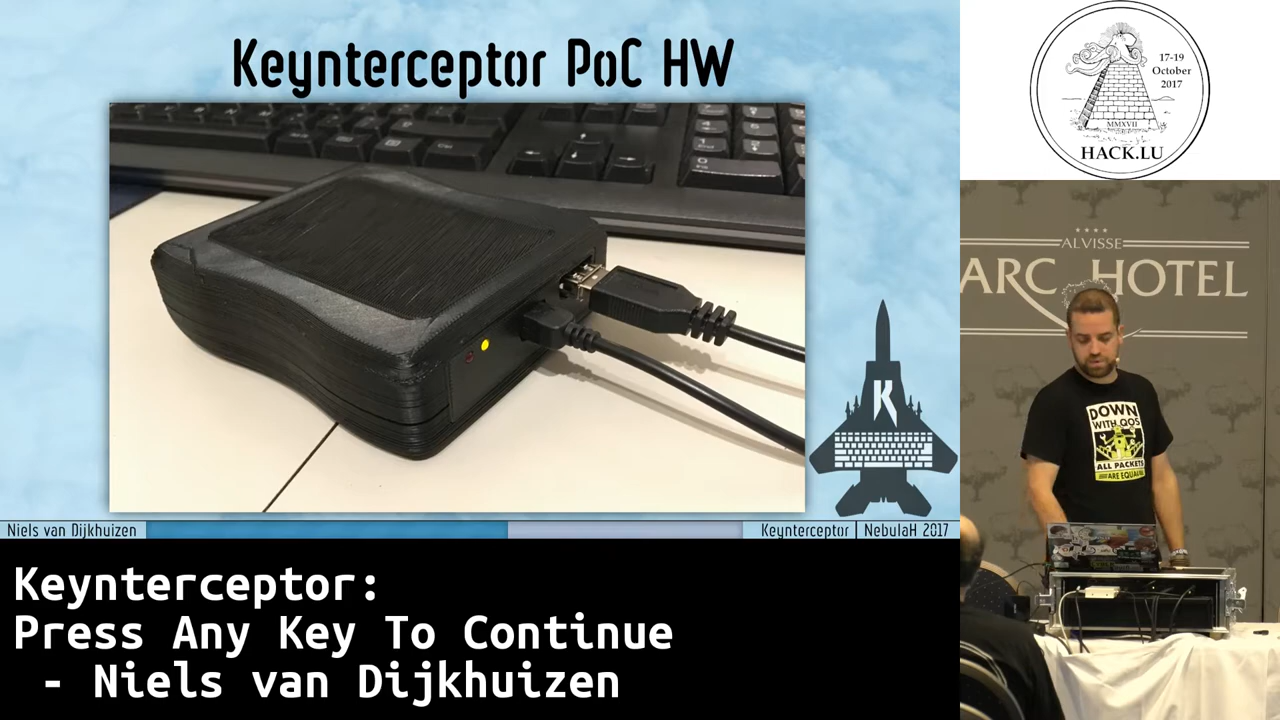 Keynterceptor PoC HW
K
Niels van Dijkhuizen
Keynterceptor | NebulaH 2017
Keynterceptor:
Press Any Key To Continue
- Niels van Dijkhuizen
17-19
October
2017
MMXVII
HACK.LU
ALVISSE
ARC HOTEL
DOWN
WITH QOS
ALL PACKETS
ARE EQUAL